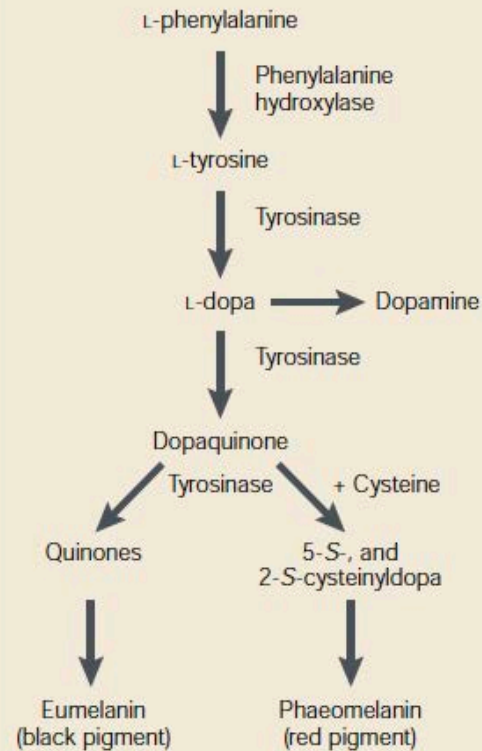 L-phenylalanine
Phenylalanine
hydroxylase
L-tyrosine
Tyrosinase
L-dopa
Dopamine
Tyrosinase
Dopaquinone
Tyrosinase
+ Cysteine
Quinones
5-S-, and
2-S-cysteinyldopa
Eumelanin
(black pigment)
Phaeomelanin
(red pigment)